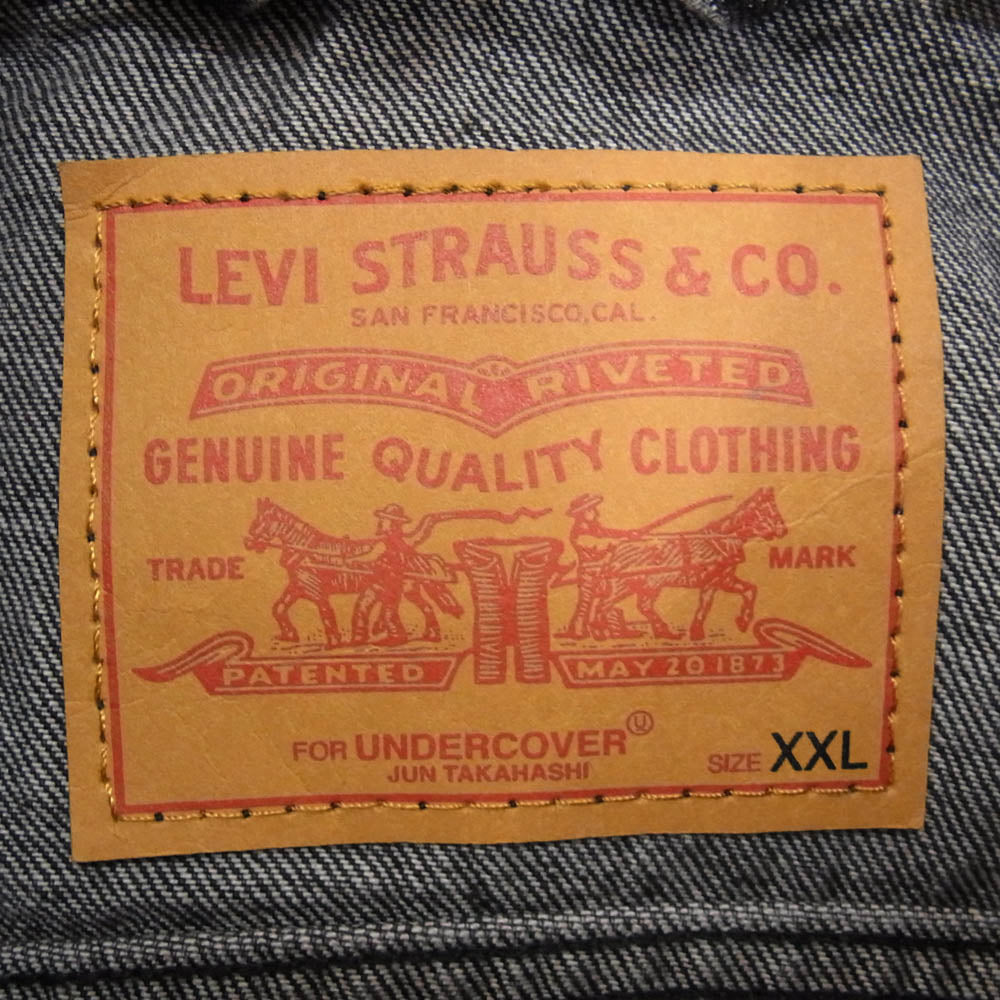 LEVI STRAUSS & CO.
SAN FRANCISCO, CAL.
ORIGINAL RIVETED
GENUINE QUALITY CLOTHING
TRADE MARK
PATENTED MAY 20 1873
FOR UNDERCOVER Ⓤ
JUN TAKAHASHI
SIZE XXL